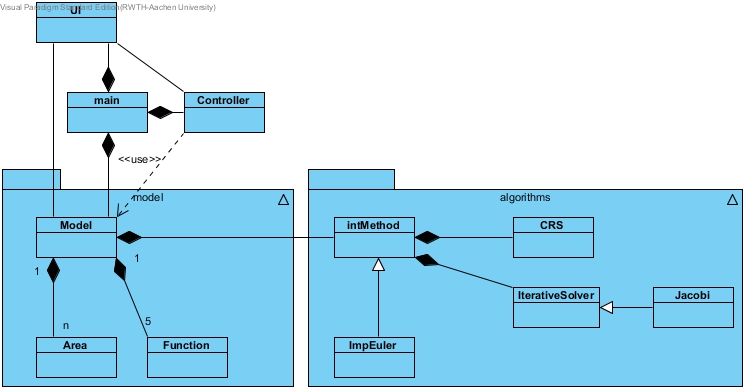 Visual Paradigm Standard Edition(RWTH-Aachen University)
UI
main
Controller
<<use>>
model
algorithms
Model
intMethod
CRS
1
1
IterativeSolver
Jacobi
n
5
Area
Function
ImpEuler